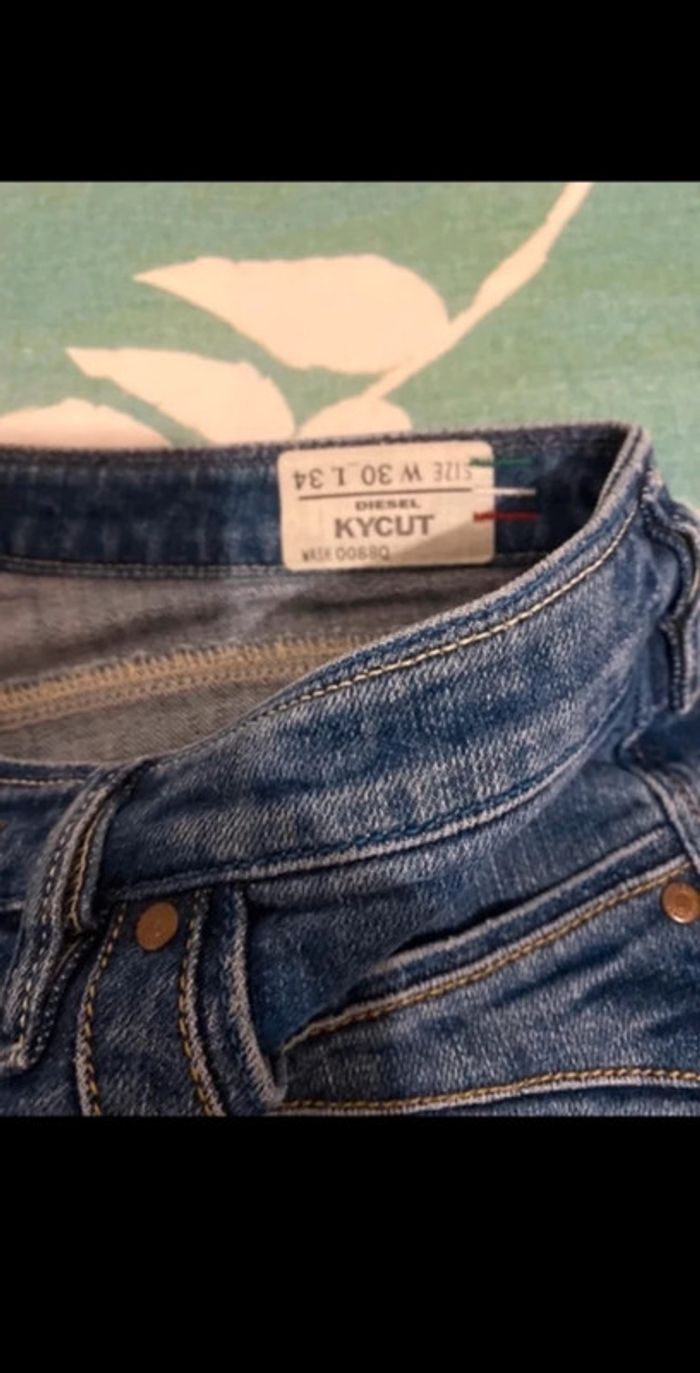 SIZE W 30 L 34
DIESEL
KYCUT
WASH 0088Q